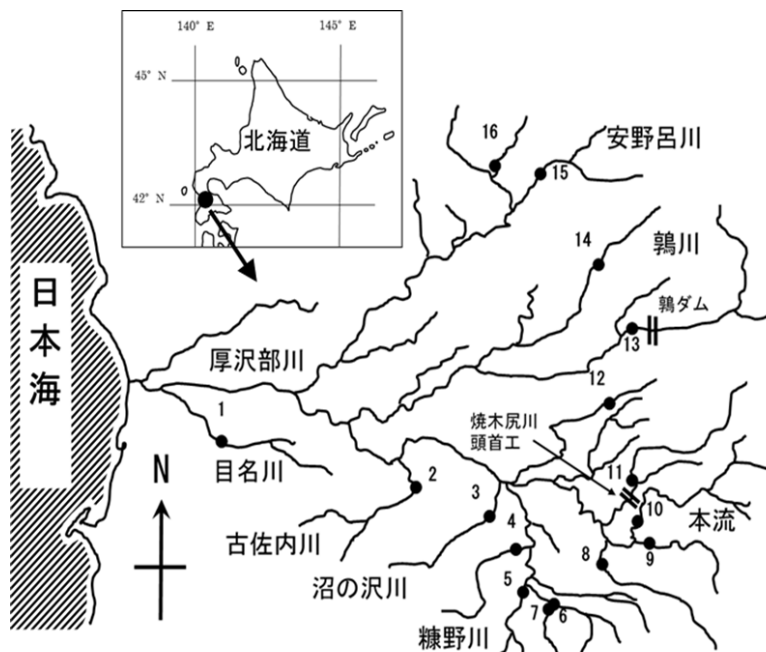 140° E
145° E
45° N
北海道
42° N
16
安野呂川
15
14
鶉川
鶉ダム
13
日本海
厚沢部川
12
1
焼木尻川
頭首工
目名川
N
2
11
3
10
本流
古佐内川
4
9
8
沼の沢川
5
7
6
糠野川